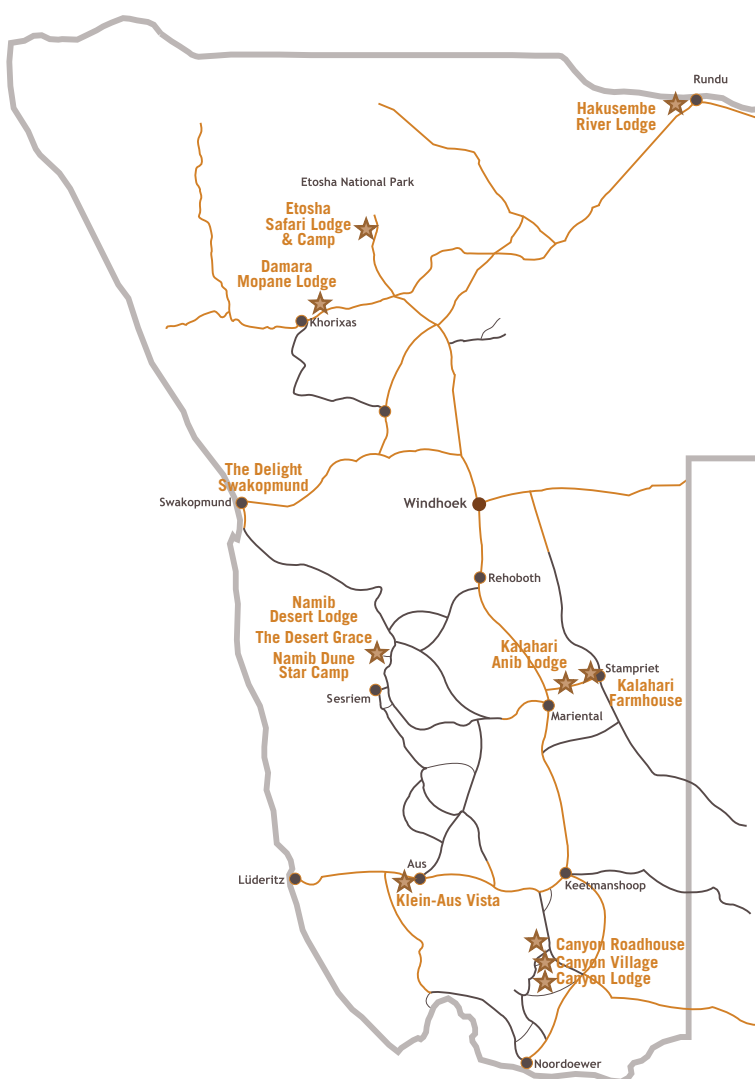 Rundu
Hakusembe
River Lodge
Etosha National Park
Etosha
Safari Lodge
& Camp
Damara
Mopane Lodge
Khorixas
The Delight
Swakopmund
Swakopmund
Windhoek
Rehoboth
Namib
Desert Lodge
The Desert Grace
Namib Dune
Star Camp
Sesriem
Kalahari
Anib Lodge
Stampriet
Kalahari
Farmhouse
Mariental
Aus
Lüderitz
Klein-Aus Vista
Keetmanshoop
Canyon Roadhouse
Canyon Village
Canyon Lodge
Noordoewer